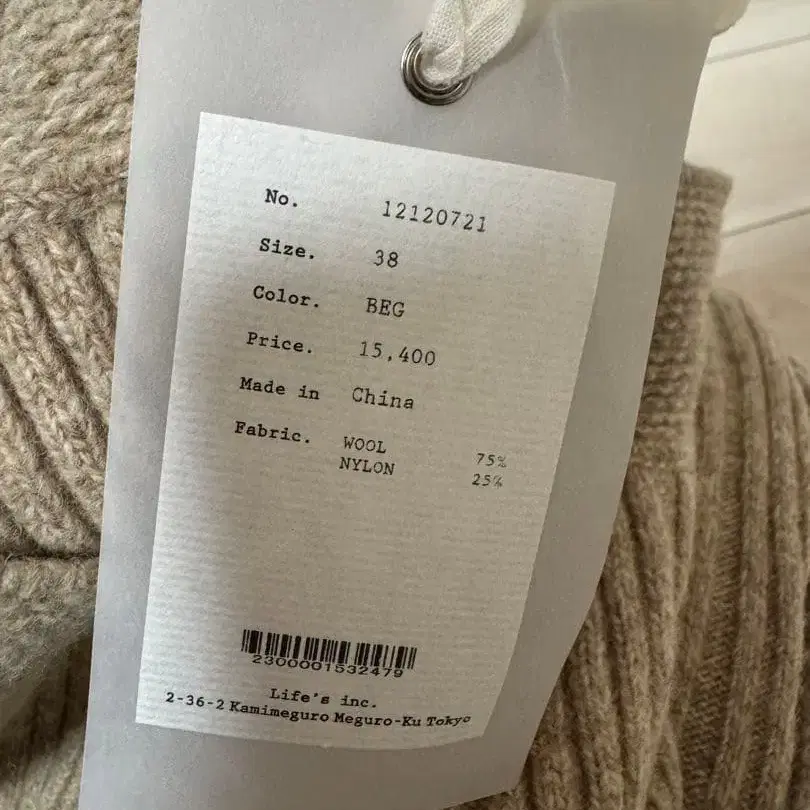 No. 12120721
Size. 38
Color. BEG
Price. 15,400
Made in China
Fabric. WOOL 75%
NYLON 25%
2300001532479
Life's inc.
2-36-2 Kamimeguro Meguro-Ku Tokyo